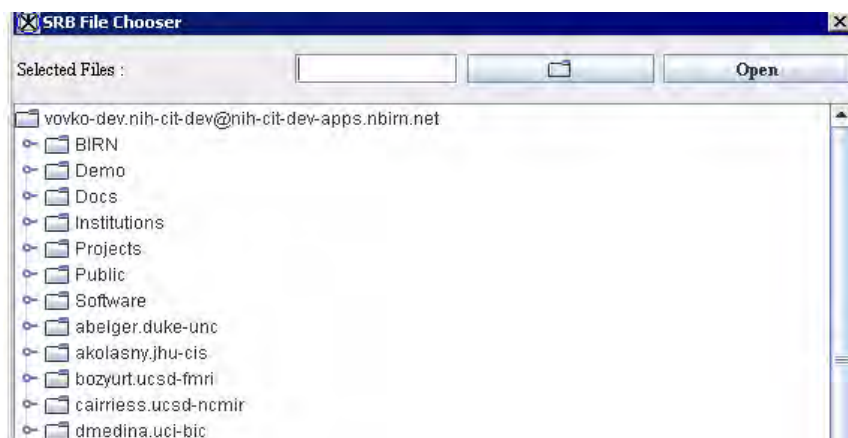 SRB File Chooser
Selected Files :
Open
vovko-dev.nih-cit-dev@nih-cit-dev-apps.nbirn.net
BIRN
Demo
Docs
Institutions
Projects
Public
Software
abelger.duke-unc
akolasny.jhu-cis
bozyurt.ucsd-fmri
cairriess.ucsd-ncmir
dmedina.uci-bic